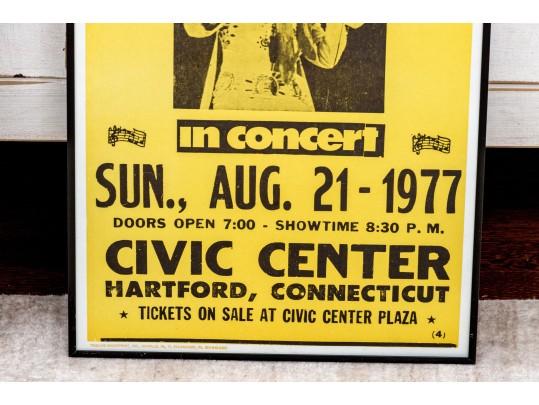 in concert
SUN., AUG. 21 - 1977
DOORS OPEN 7:00 - SHOWTIME 8:30 P. M.
CIVIC CENTER
HARTFORD, CONNECTICUT
★ TICKETS ON SALE AT CIVIC CENTER PLAZA ★
(4)